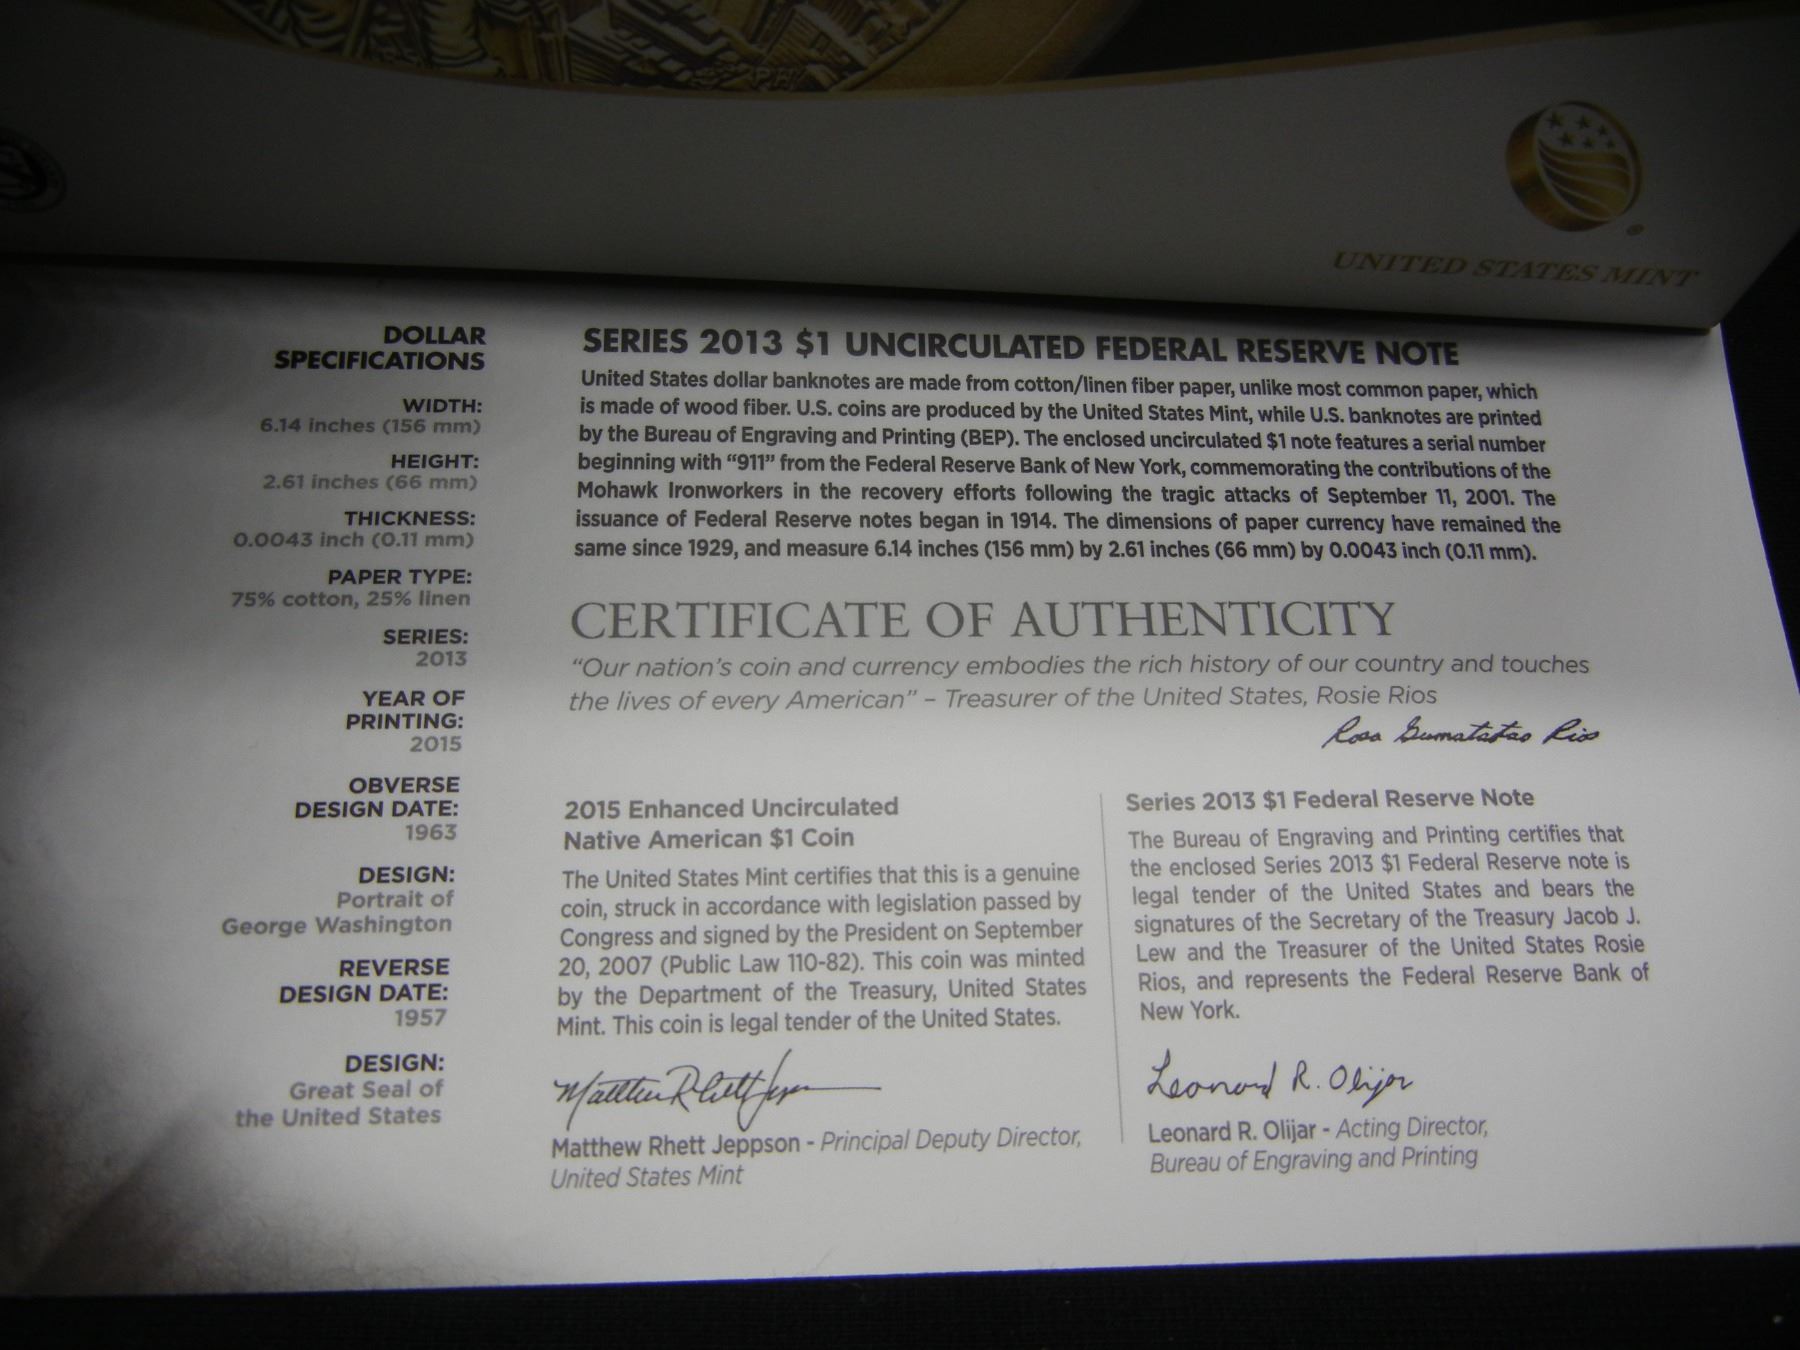 UNITED STATES MINT
DOLLAR
SPECIFICATIONS
WIDTH:
6.14 inches (156 mm)
HEIGHT:
2.61 inches (66 mm)
THICKNESS:
0.0043 inch (0.11 mm)
PAPER TYPE:
75% cotton, 25% linen
SERIES:
2013
YEAR OF
PRINTING:
2015
OBVERSE
DESIGN DATE:
1963
DESIGN:
Portrait of
George Washington
REVERSE
DESIGN DATE:
1957
DESIGN:
Great Seal of
the United States
SERIES 2013 $1 UNCIRCULATED FEDERAL RESERVE NOTE
United States dollar banknotes are made from cotton/linen fiber paper, unlike most common paper, which
is made of wood fiber. U.S. coins are produced by the United States Mint, while U.S. banknotes are printed
by the Bureau of Engraving and Printing (BEP). The enclosed uncirculated $1 note features a serial number
beginning with “911” from the Federal Reserve Bank of New York, commemorating the contributions of the
Mohawk Ironworkers in the recovery efforts following the tragic attacks of September 11, 2001. The
issuance of Federal Reserve notes began in 1914. The dimensions of paper currency have remained the
same since 1929, and measure 6.14 inches (156 mm) by 2.61 inches (66 mm) by 0.0043 inch (0.11 mm).
CERTIFICATE OF AUTHENTICITY
“Our nation’s coin and currency embodies the rich history of our country and touches
the lives of every American” – Treasurer of the United States, Rosie Rios
Rosa Gumatatao Rios
2015 Enhanced Uncirculated
Native American $1 Coin
The United States Mint certifies that this is a genuine
coin, struck in accordance with legislation passed by
Congress and signed by the President on September
20, 2007 (Public Law 110-82). This coin was minted
by the Department of the Treasury, United States
Mint. This coin is legal tender of the United States.
Matthew Rhett Jeppson
Matthew Rhett Jeppson - Principal Deputy Director,
United States Mint
Series 2013 $1 Federal Reserve Note
The Bureau of Engraving and Printing certifies that
the enclosed Series 2013 $1 Federal Reserve note is
legal tender of the United States and bears the
signatures of the Secretary of the Treasury Jacob J.
Lew and the Treasurer of the United States Rosie
Rios, and represents the Federal Reserve Bank of
New York.
Leonard R. Olijar
Leonard R. Olijar - Acting Director,
Bureau of Engraving and Printing